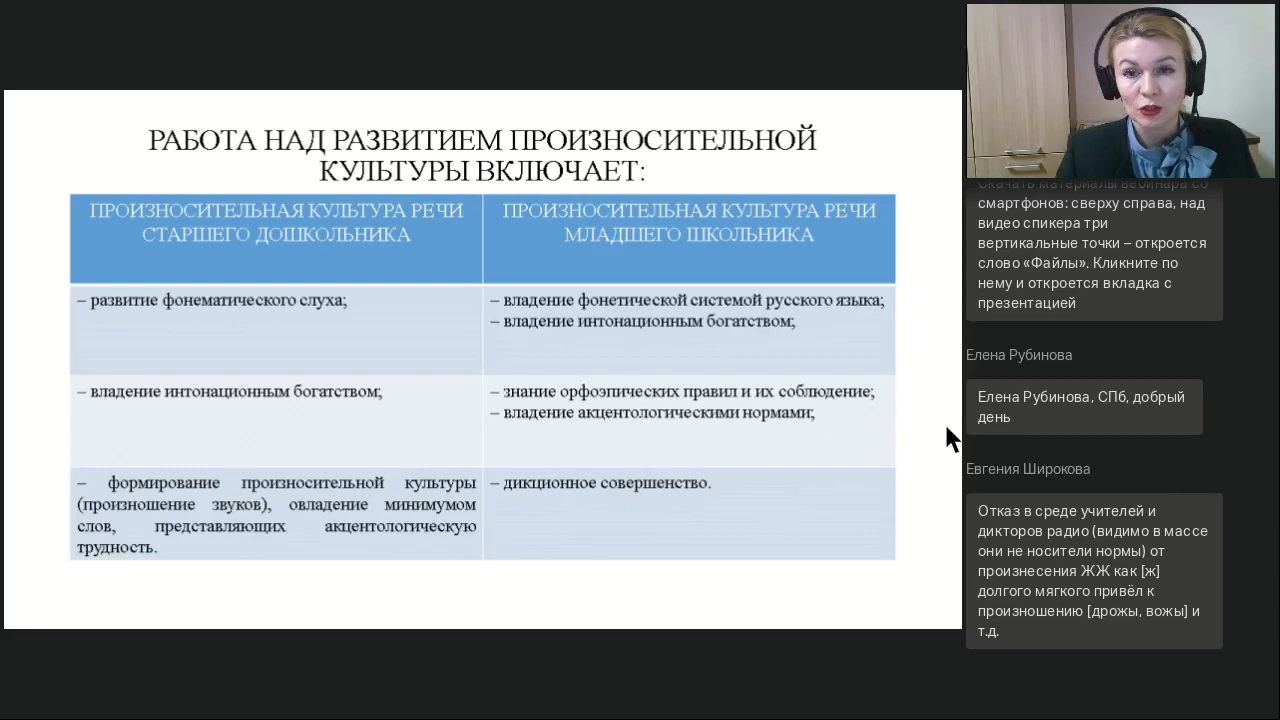 РАБОТА НАД РАЗВИТИЕМ ПРОИЗНОСИТЕЛЬНОЙ
КУЛЬТУРЫ ВКЛЮЧАЕТ:
ПРОИЗНОСИТЕЛЬНАЯ КУЛЬТУРА РЕЧИ
СТАРШЕГО ДОШКОЛЬНИКА
ПРОИЗНОСИТЕЛЬНАЯ КУЛЬТУРА РЕЧИ
МЛАДШЕГО ШКОЛЬНИКА
– развитие фонематического слуха;
– владение фонетической системой русского языка;
– владение интонационным богатством;
– владение интонационным богатством;
– знание орфоэпических правил и их соблюдение;
– владение акцентологическими нормами;
– формирование произносительной культуры
(произношение звуков), овладение минимумом
слов, представляющих акцентологическую
трудность.
– дикционное совершенство.
Скачать материалы вебинара со
смартфонов: сверху справа, над
видео спикера три
вертикальные точки – откроется
слово «Файлы». Кликните по
нему и откроется вкладка с
презентацией
Елена Рубинова
Елена Рубинова, СПб, добрый
день
Евгения Широкова
Отказ в среде учителей и
дикторов радио (видимо в массе
они не носители нормы) от
произнесения ЖЖ как [ж]
долгого мягкого привёл к
произношению [дрожы, вожы] и
т.д.